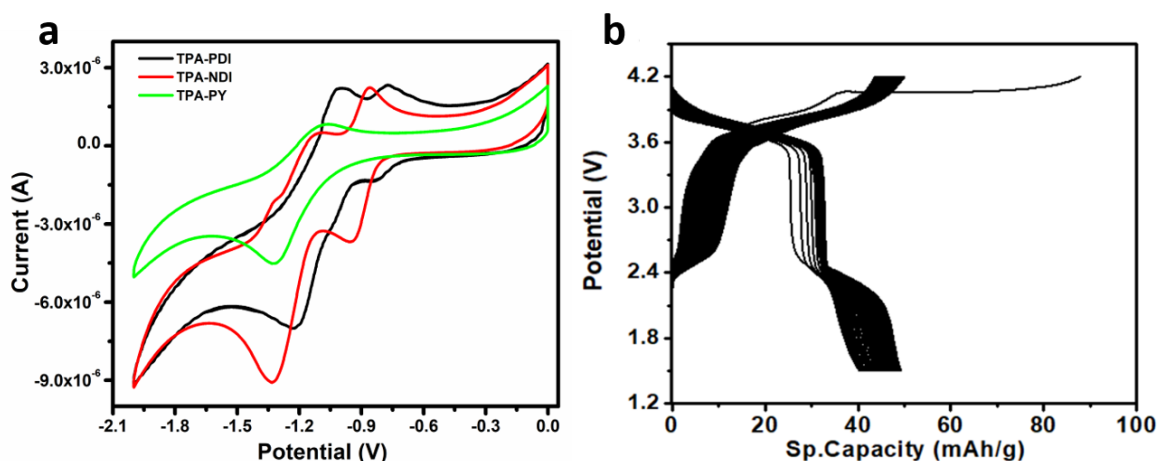 a
TPA-PDI
TPA-NDI
TPA-PY
3.0x10⁻⁶
0.0
-3.0x10⁻⁶
-6.0x10⁻⁶
-9.0x10⁻⁶
Current (A)
-2.1 -1.8 -1.5 -1.2 -0.9 -0.6 -0.3 0.0
Potential (V)
b
4.2
3.6
3.0
2.4
1.8
1.2
Potential (V)
0 20 40 60 80 100
Sp.Capacity (mAh/g)